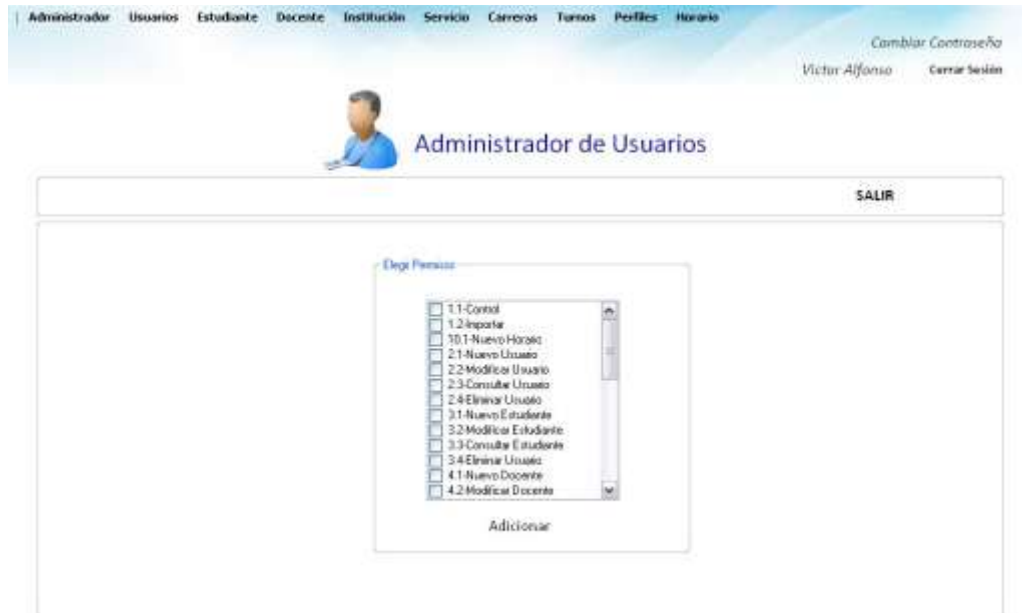 Administrador Usuarios Estudiante Docente Institución Servicio Carreras Turnos Perfiles Horario
Cambiar Contraseña
Victor Alfonso Cerrar Sesión
Administrador de Usuarios
SALIR
Elegir Permisos
1.1-Control
1.2-Importar
10.1-Nuevo Horario
2.1-Nuevo Usuario
2.2-Modificar Usuario
2.3-Consultar Usuario
2.4-Eliminar Usuario
3.1-Nuevo Estudiante
3.2-Modificar Estudiante
3.3-Consultar Estudiante
3.4-Eliminar Usuario
4.1-Nuevo Docente
4.2-Modificar Docente
Adicionar